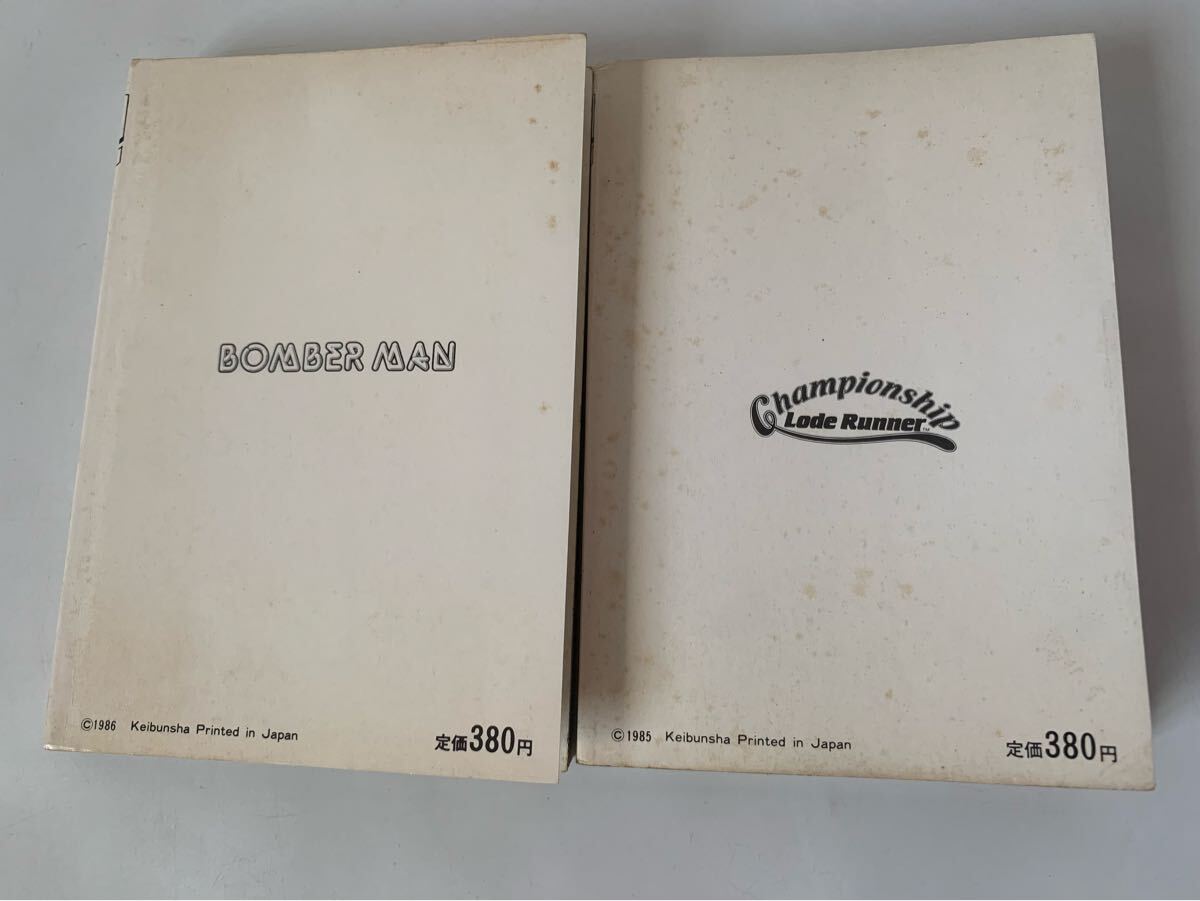 BOMBER MAN
©1986 Keibunsha Printed in Japan
定価380円
Championship
Lode Runner™
©1985 Keibunsha Printed in Japan
定価380円